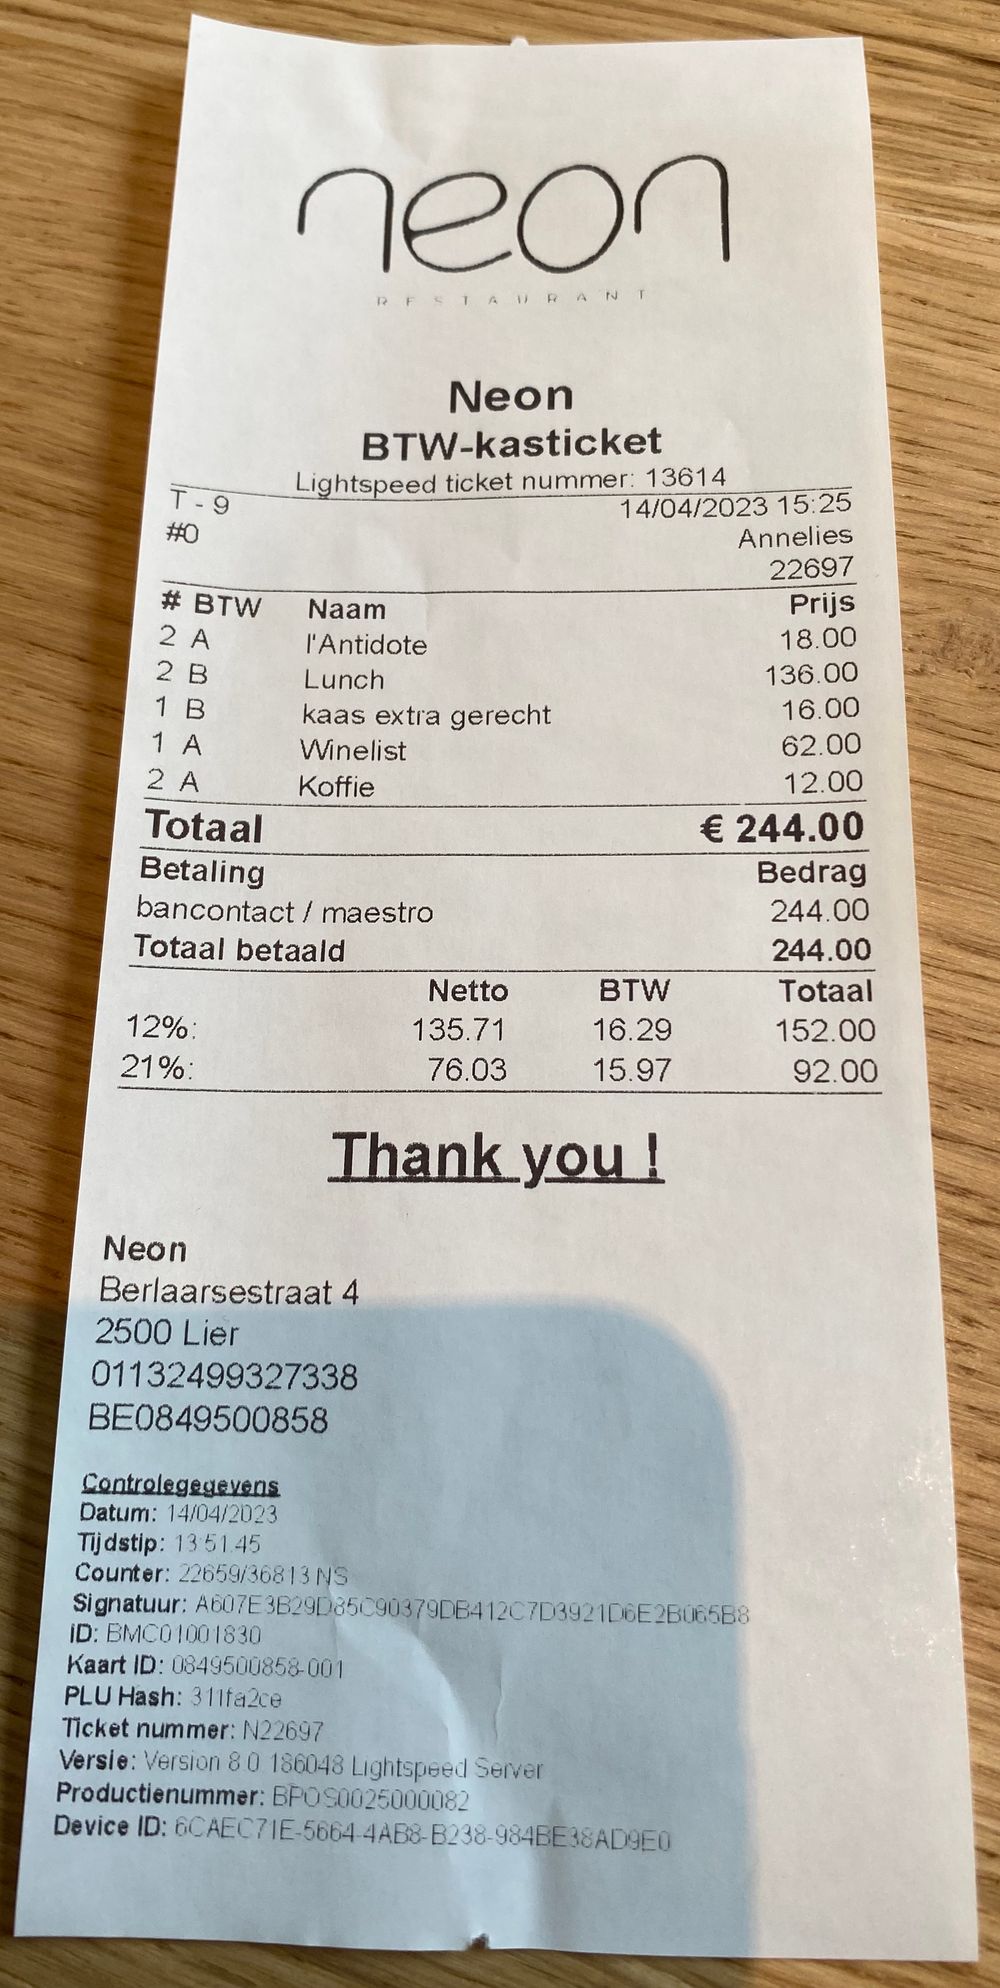 neon
RESTAURANT
Neon
BTW-kasticket
Lightspeed ticket nummer: 13614
T - 9 14/04/2023 15:25
#0 Annelies
22697
# BTW Naam Prijs
2 A l'Antidote 18.00
2 B Lunch 136.00
1 B kaas extra gerecht 16.00
1 A Winelist 62.00
2 A Koffie 12.00
Totaal € 244.00
Betaling Bedrag
bancontact / maestro 244.00
Totaal betaald 244.00
Netto BTW Totaal
12%: 135.71 16.29 152.00
21%: 76.03 15.97 92.00
Thank you !
Neon
Berlaarsestraat 4
2500 Lier
01132499327338
BE0849500858
Controlegegevens
Datum: 14/04/2023
Tijdstip: 13:51:45
Counter: 22659/36813 NS
Signatuur: A607E3B29D85C90379DB412C7D3921D6E2B065B8
ID: BMC01001830
Kaart ID: 0849500858-001
PLU Hash: 311fa2ce
Ticket nummer: N22697
Versie: Version 8.0 186048 Lightspeed Server
Productienummer: BPOS0025000082
Device ID: 6CAEC71E-5664-4AB8-B238-984BE38AD9E0